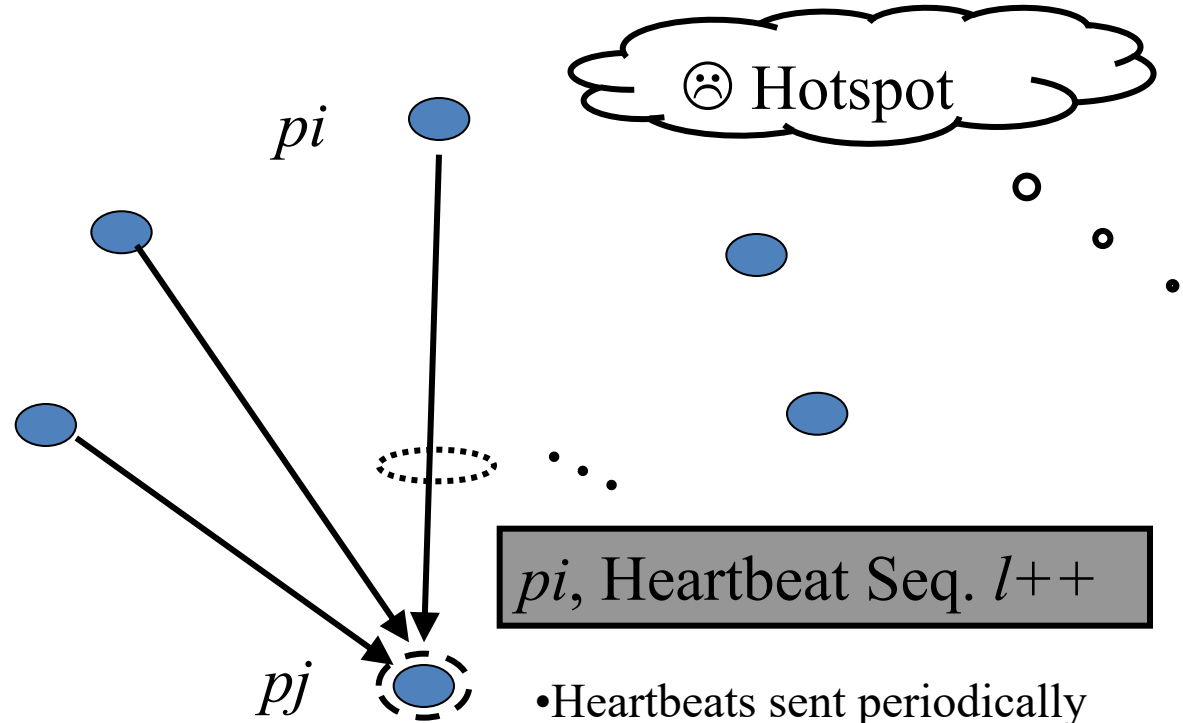 ☹ Hotspot
pi
pi, Heartbeat Seq. l++
pj
•Heartbeats sent periodically